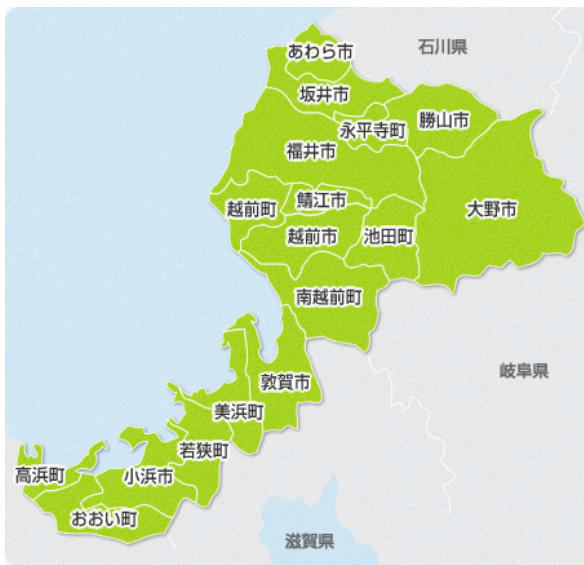 あわら市
石川県
坂井市
勝山市
永平寺町
福井市
鯖江市
越前町
大野市
越前市
池田町
南越前町
岐阜県
敦賀市
美浜町
若狭町
高浜町
小浜市
おおい町
滋賀県